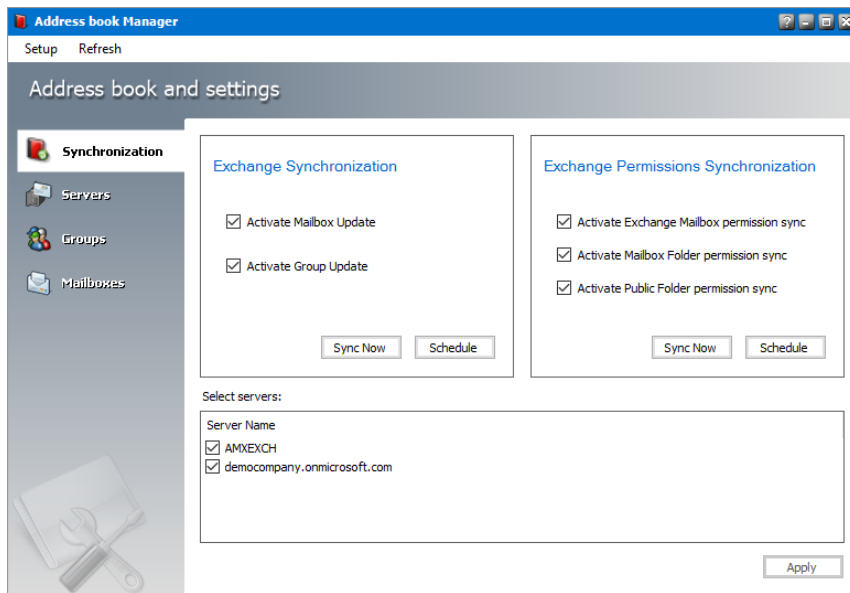 Address book Manager
Setup Refresh
Address book and settings
Synchronization
Servers
Groups
Mailboxes
Exchange Synchronization
Activate Mailbox Update
Activate Group Update
Sync Now Schedule
Exchange Permissions Synchronization
Activate Exchange Mailbox permission sync
Activate Mailbox Folder permission sync
Activate Public Folder permission sync
Sync Now Schedule
Select servers:
Server Name
AMXEXCH
democompany.onmicrosoft.com
Apply